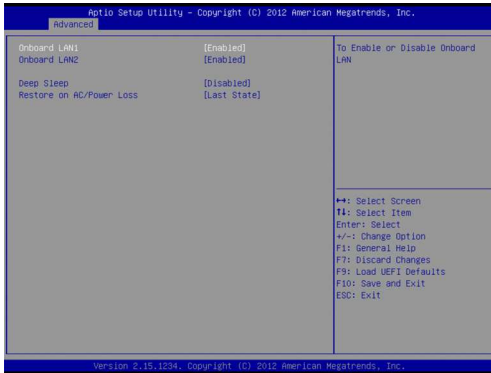 Aptio Setup Utility – Copyright (C) 2012 American Megatrends, Inc.
Advanced
Onboard LAN1 [Enabled]
Onboard LAN2 [Enabled]
Deep Sleep [Disabled]
Restore on AC/Power Loss [Last State]
To Enable or Disable Onboard
LAN
↔: Select Screen
↑↓: Select Item
Enter: Select
+/-: Change Option
F1: General Help
F7: Discard Changes
F9: Load UEFI Defaults
F10: Save and Exit
ESC: Exit
Version 2.15.1234. Copyright (C) 2012 American Megatrends, Inc.